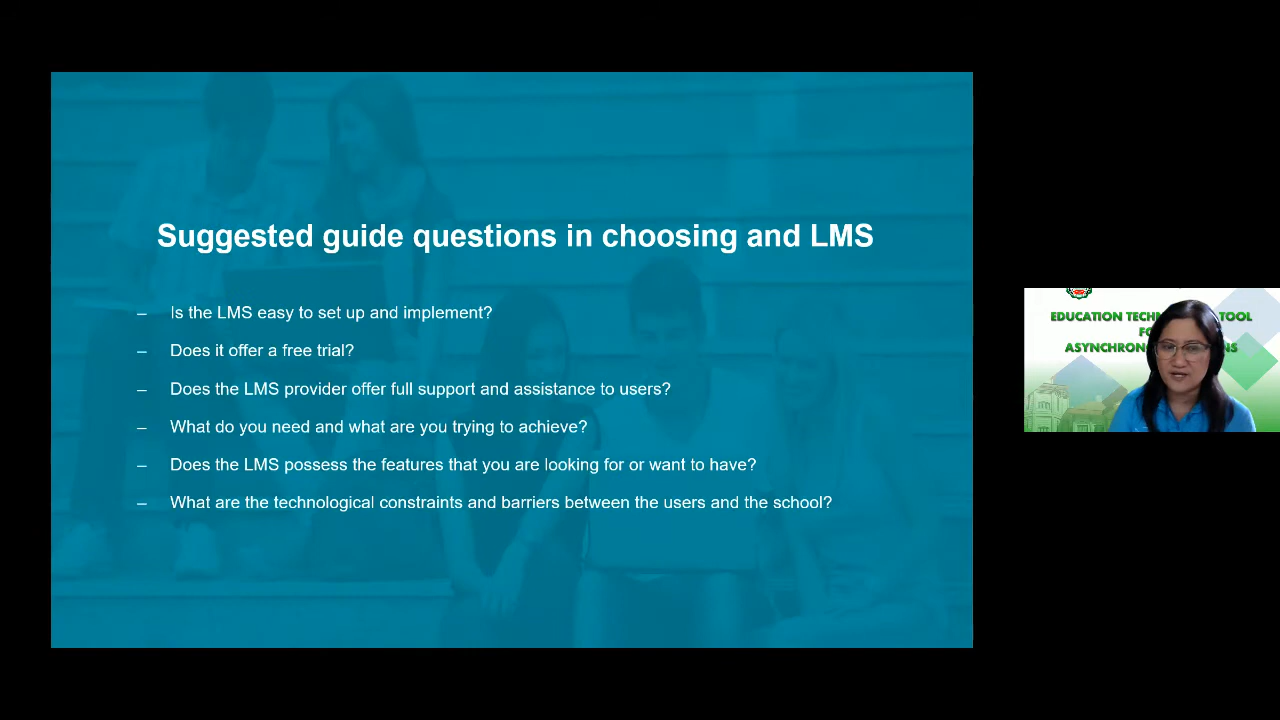 Suggested guide questions in choosing and LMS
– Is the LMS easy to set up and implement?
– Does it offer a free trial?
– Does the LMS provider offer full support and assistance to users?
– What do you need and what are you trying to achieve?
– Does the LMS possess the features that you are looking for or want to have?
– What are the technological constraints and barriers between the users and the school?
EDUCATION TOOL